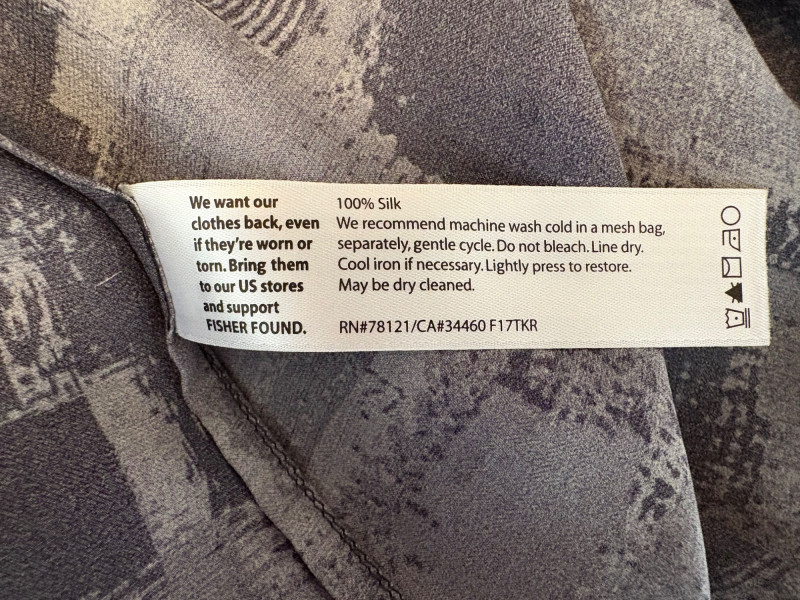 We want our
clothes back, even
if they're worn or
torn. Bring them
to our US stores
and support
FISHER FOUND.
100% Silk
We recommend machine wash cold in a mesh bag,
separately, gentle cycle. Do not bleach. Line dry.
Cool iron if necessary. Lightly press to restore.
May be dry cleaned.
RN#78121/CA#34460 F17TKR